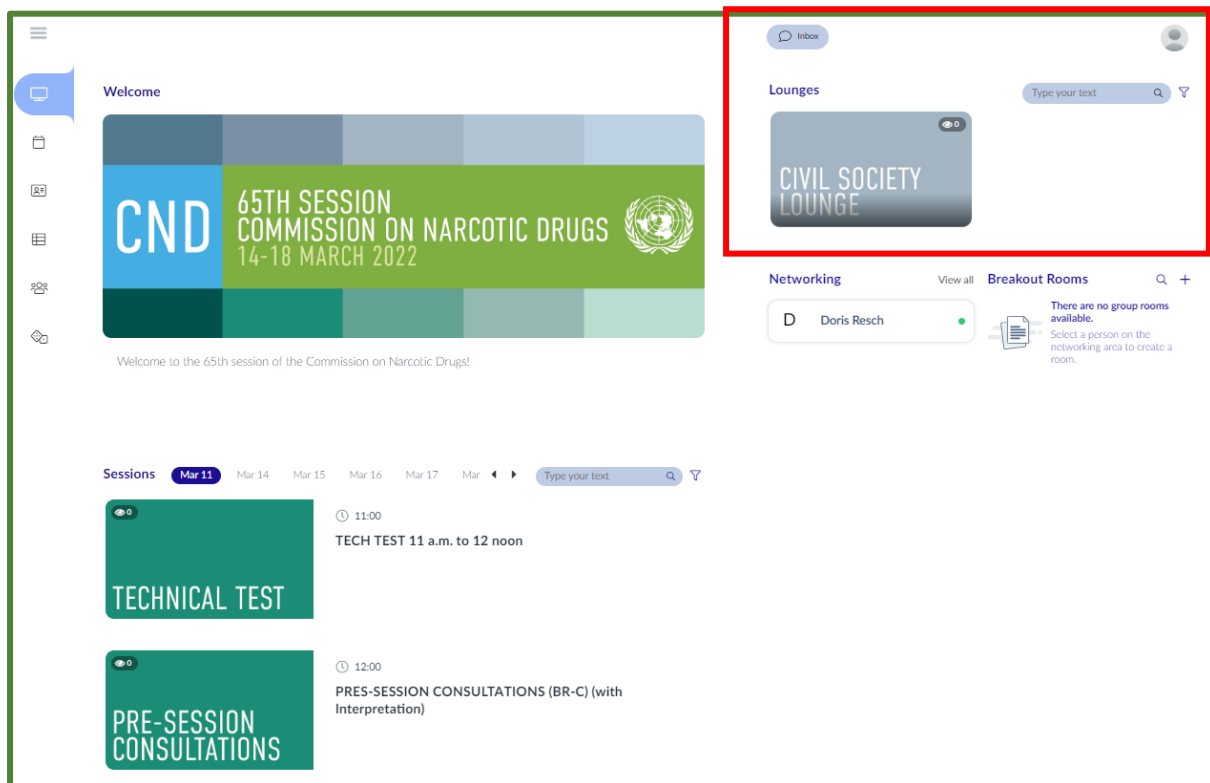 Inbox
Welcome
Lounges
Type your text
0
CIVIL SOCIETY
LOUNGE
CND
65TH SESSION
COMMISSION ON NARCOTIC DRUGS
14-18 MARCH 2022
Welcome to the 65th session of the Commission on Narcotic Drugs!
Networking
View all
D Doris Resch
Breakout Rooms
+
There are no group rooms
available.
Select a person on the
networking area to create a
room.
Sessions Mar 11 Mar 14 Mar 15 Mar 16 Mar 17 Mar
Type your text
0
TECHNICAL TEST
11:00
TECH TEST 11 a.m. to 12 noon
0
PRE-SESSION
CONSULTATIONS
12:00
PRES-SESSION CONSULTATIONS (BR-C) (with
Interpretation)